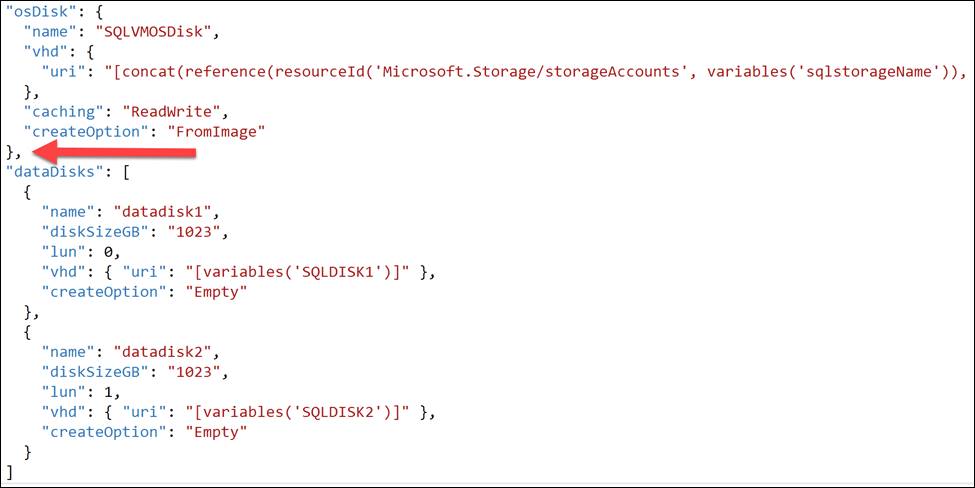 "osDisk": {
"name": "SQLVMOSDisk",
"vhd": {
"uri": "[concat(reference(resourceId('Microsoft.Storage/storageAccounts', variables('sqlstorageName')),
},
"caching": "ReadWrite",
"createOption": "FromImage"
},
"dataDisks": [
{
"name": "datadisk1",
"diskSizeGB": "1023",
"lun": 0,
"vhd": { "uri": "[variables('SQLDISK1')]" },
"createOption": "Empty"
},
{
"name": "datadisk2",
"diskSizeGB": "1023",
"lun": 1,
"vhd": { "uri": "[variables('SQLDISK2')]" },
"createOption": "Empty"
}
]